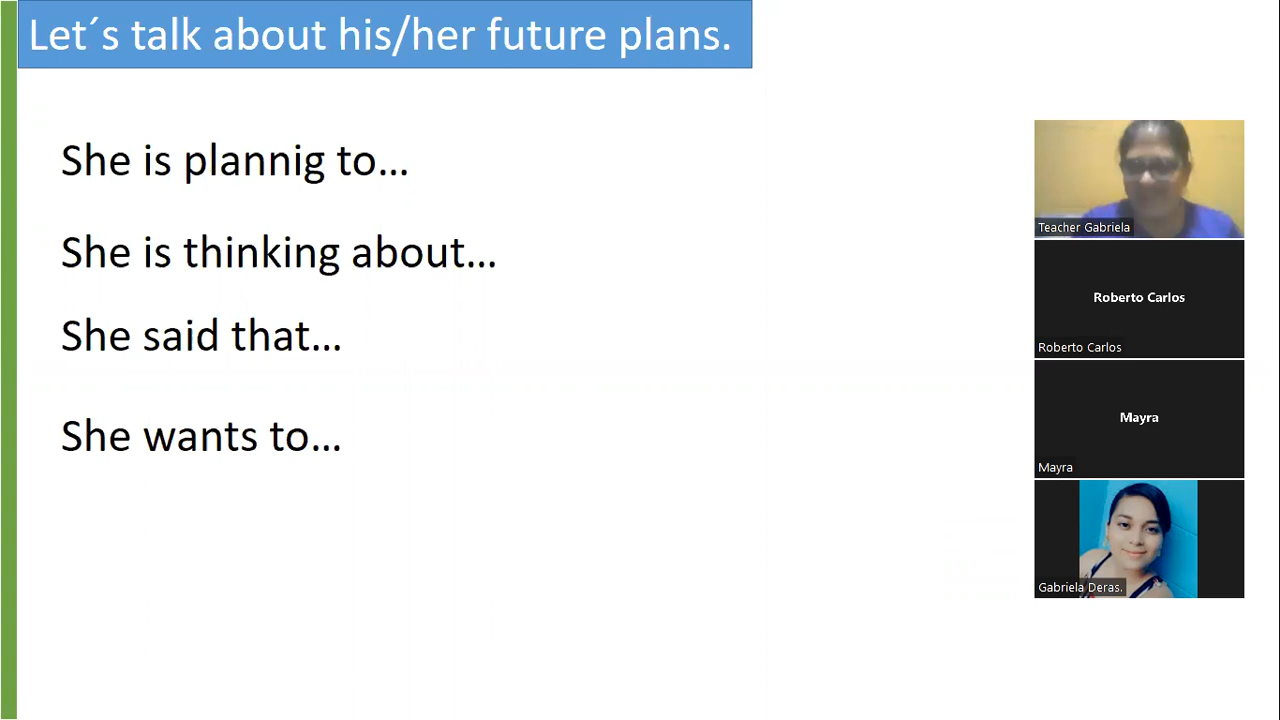 Let´s talk about his/her future plans.
She is plannig to...
She is thinking about...
She said that...
She wants to...
Teacher Gabriela
Roberto Carlos
Roberto Carlos
Mayra
Mayra
Gabriela Deras.